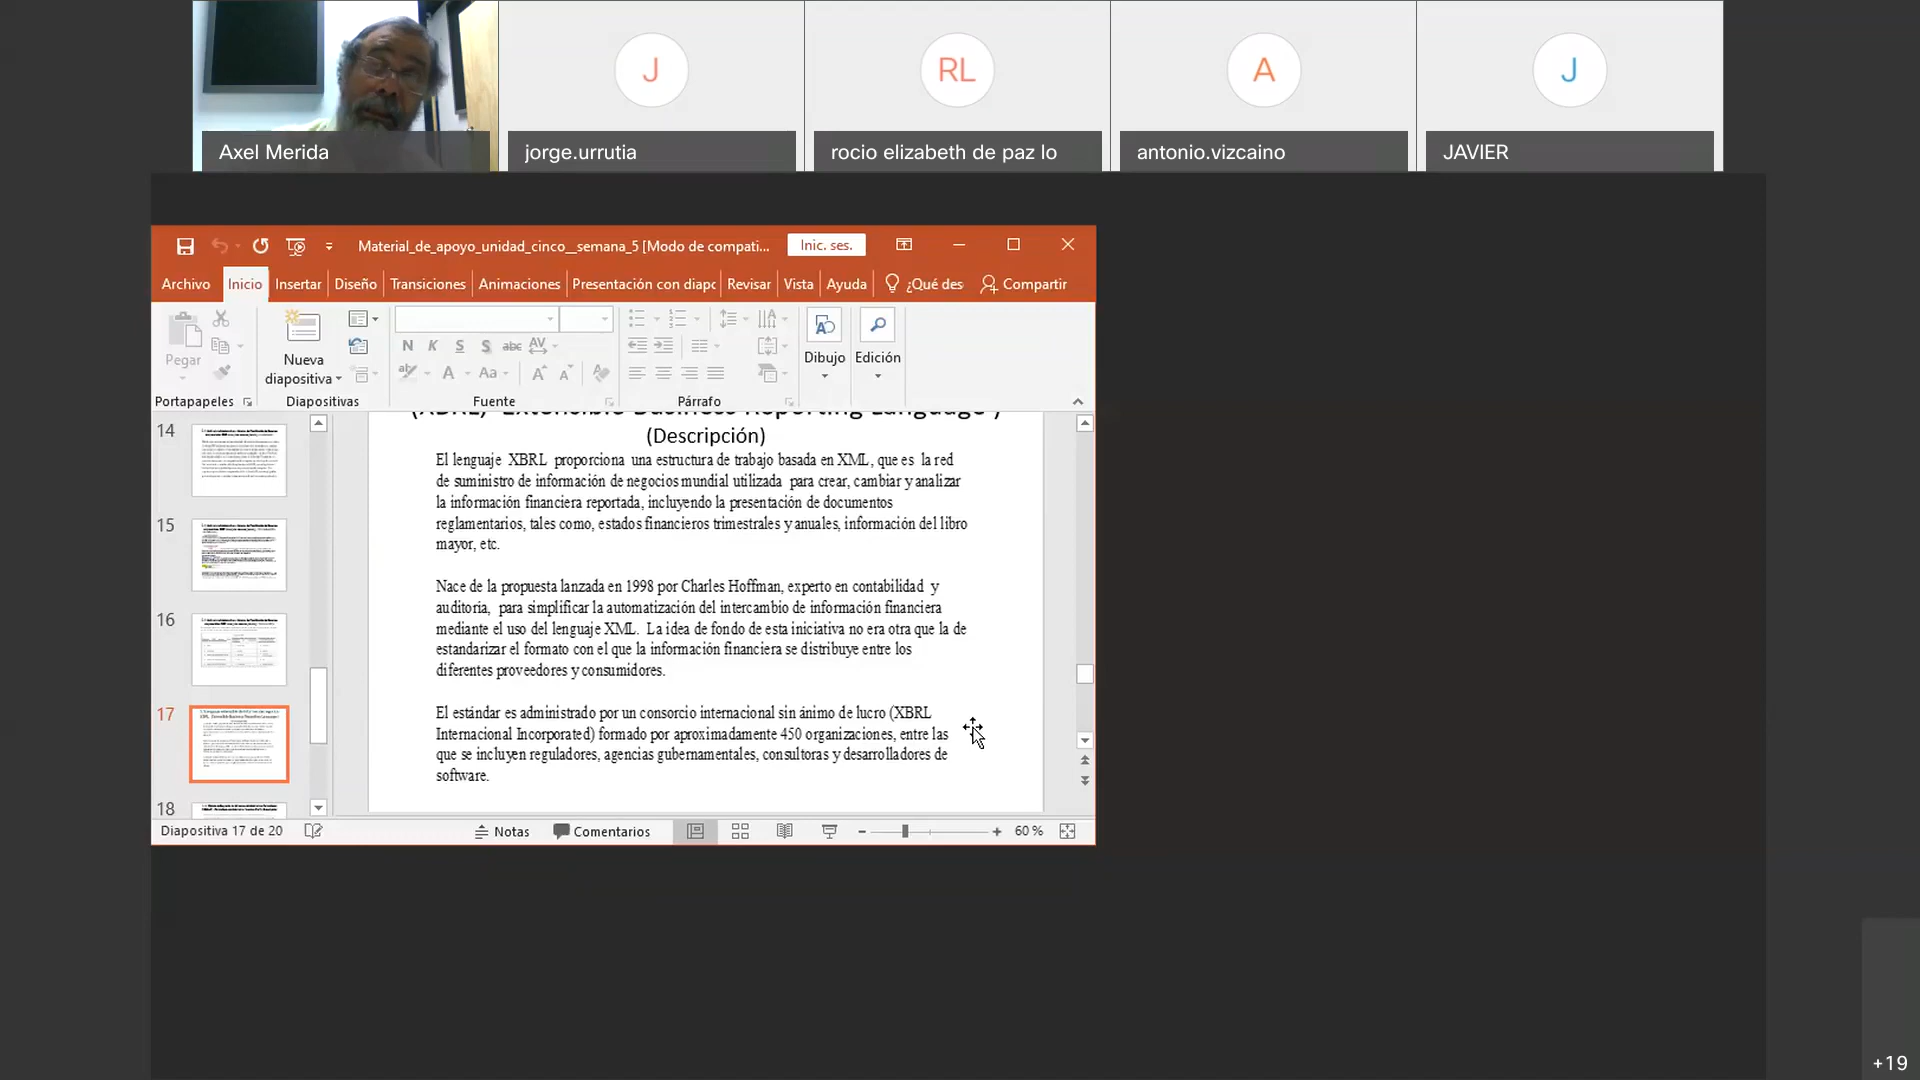 J
RL
A
J
Axel Merida
jorge.urrutia
rocio elizabeth de paz lo
antonio.vizcaino
JAVIER
Material_de_apoyo_unidad_cinco__semana_5 [Modo de compati...
Inic. ses.
Archivo
Inicio
Insertar
Diseño
Transiciones
Animaciones
Presentación con diapc
Revisar
Vista
Ayuda
¿Qué des
Compartir
Pegar
Nueva
diapositiva
N K S S abc AV
Aa
A A
Dibujo
Edición
Portapapeles
Diapositivas
Fuente
Párrafo
14
15
16
17
18
(XBRL) "Extensible Business Reporting Language")
(Descripción)
El lenguaje XBRL proporciona una estructura de trabajo basada en XML, que es la red
de suministro de información de negocios mundial utilizada para crear, cambiar y analizar
la información financiera reportada, incluyendo la presentación de documentos
reglamentarios, tales como, estados financieros trimestrales y anuales, información del libro
mayor, etc.
Nace de la propuesta lanzada en 1998 por Charles Hoffman, experto en contabilidad y
auditoria, para simplificar la automatización del intercambio de información financiera
mediante el uso del lenguaje XML. La idea de fondo de esta iniciativa no era otra que la de
estandarizar el formato con el que la información financiera se distribuye entre los
diferentes proveedores y consumidores.
El estándar es administrado por un consorcio internacional sin ánimo de lucro (XBRL
Internacional Incorporated) formado por aproximadamente 450 organizaciones, entre las
que se incluyen reguladores, agencias gubernamentales, consultoras y desarrolladores de
software.
Diapositiva 17 de 20
Notas
Comentarios
60 %
+19